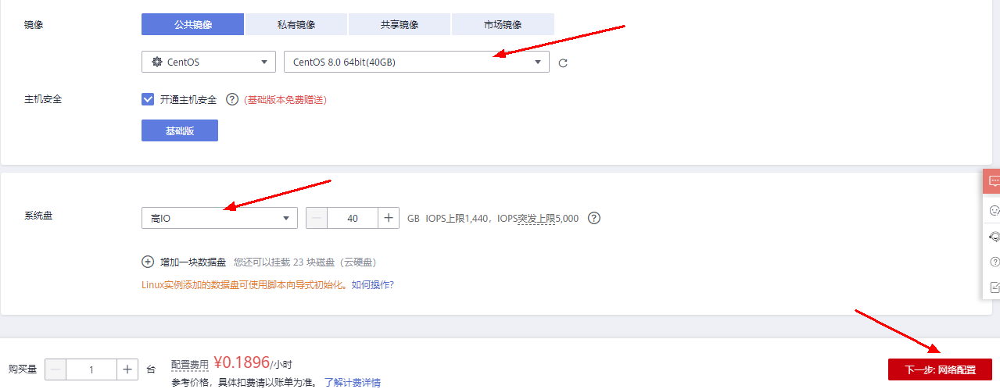 镜像 公共镜像 私有镜像 共享镜像 市场镜像
CentOS CentOS 8.0 64bit(40GB)
主机安全 开通主机安全 (基础版本免费赠送)
基础版
系统盘 高IO 40 GB IOPS上限1,440，IOPS突发上限5,000
增加一块数据盘 您还可以挂载 23 块磁盘（云硬盘）
Linux实例添加的数据盘可使用脚本向导式初始化。如何操作?
购买量 1 台 配置费用 ¥0.1896/小时 下一步: 网络配置
参考价格，具体扣费请以账单为准。 了解计费详情